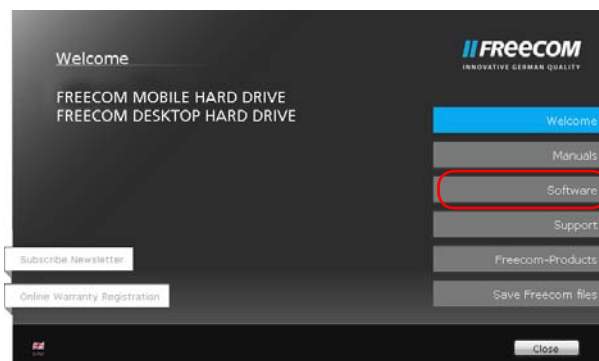 Welcome
FREECOM MOBILE HARD DRIVE
FREECOM DESKTOP HARD DRIVE
FREECOM
INNOVATIVE GERMAN QUALITY
Welcome
Manuals
Software
Support
Freecom-Products
Save Freecom files
Subscribe Newsletter
Online Warranty Registration
Close